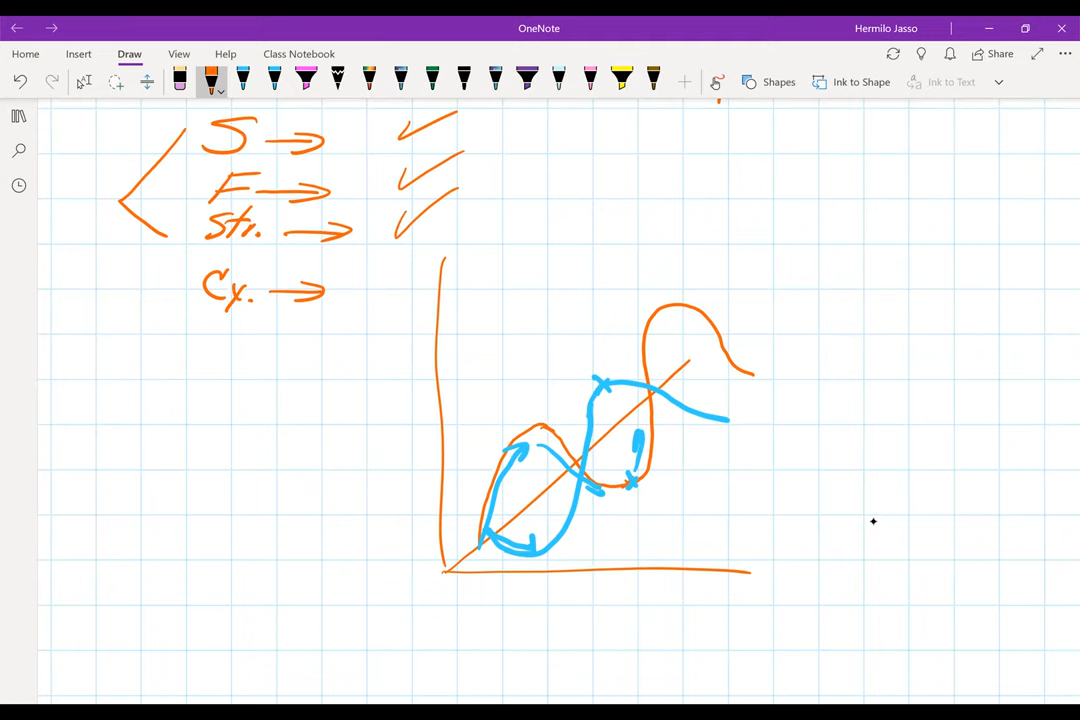 OneNote
Hermilo Jasso
Home Insert Draw View Help Class Notebook
Share
Shapes Ink to Shape Ink to Text
S →
F →
Str. →
Cx. →